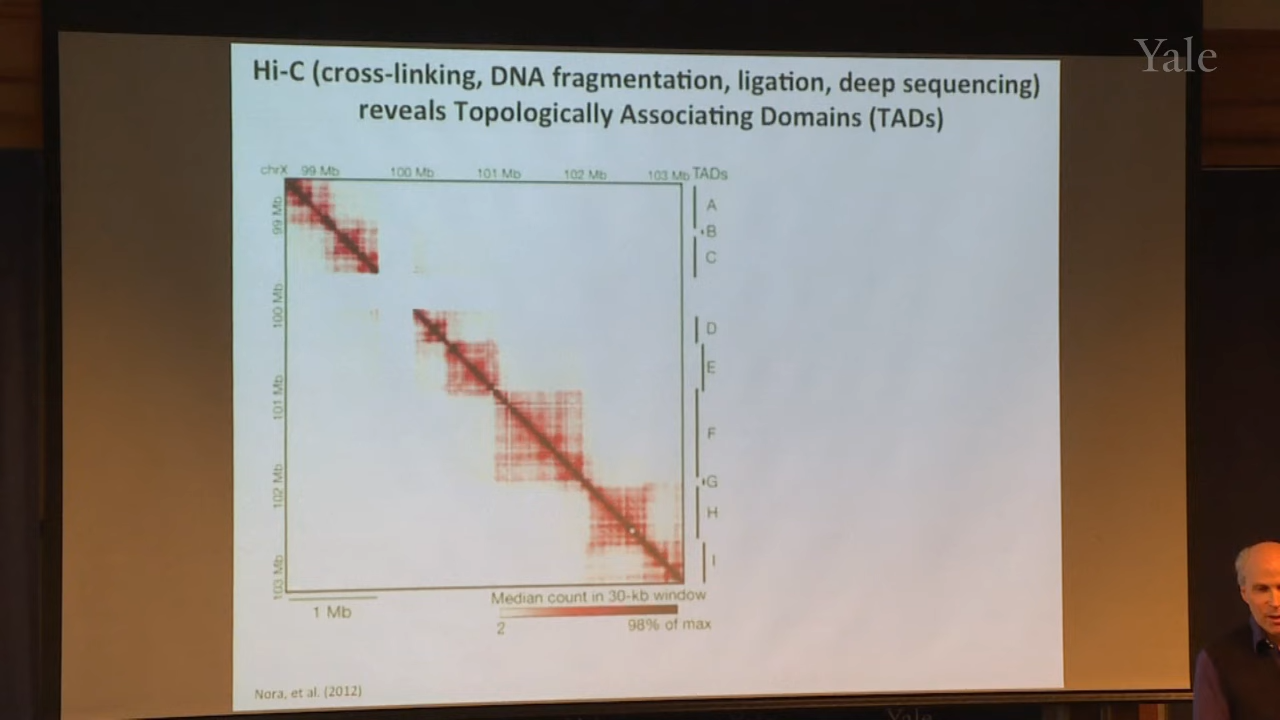 Yale
Hi-C (cross-linking, DNA fragmentation, ligation, deep sequencing)
reveals Topologically Associating Domains (TADs)
chrX 99 Mb 100 Mb 101 Mb 102 Mb 103 Mb TADs
99 Mb
100 Mb
101 Mb
102 Mb
103 Mb
A
B
C
D
E
F
G
H
I
1 Mb
Median count in 30-kb window
2 98% of max
Nora, et al. (2012)
Yale